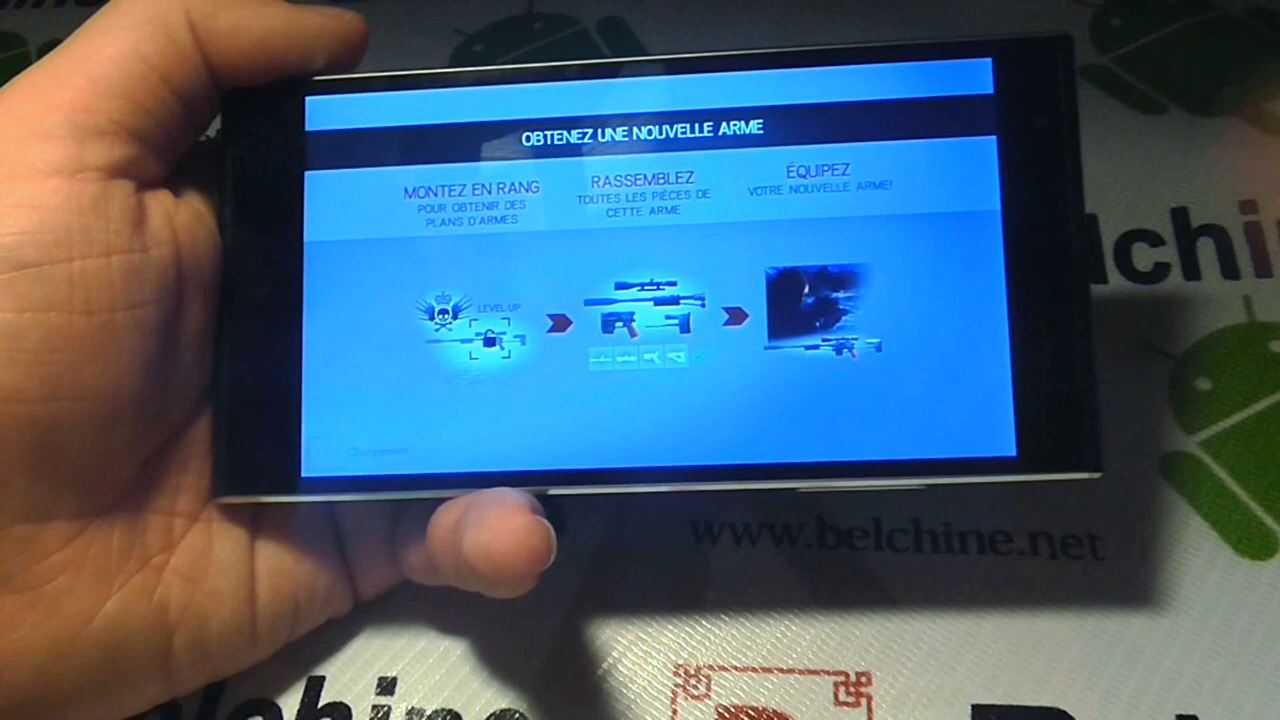 OBTENEZ UNE NOUVELLE ARME
MONTEZ EN RANG
POUR OBTENIR DES
PLANS D'ARMES
RASSEMBLEZ
TOUTES LES PIÈCES DE
CETTE ARME
ÉQUIPEZ
VOTRE NOUVELLE ARME!
LEVEL UP
Chargement
www.belchine.net